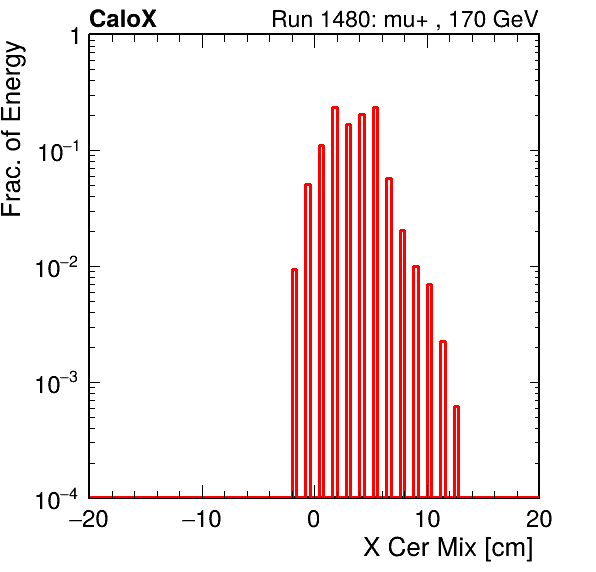 CaloX Run 1480: mu+ , 170 GeV
Frac. of Energy
1
10⁻¹
10⁻²
10⁻³
10⁻⁴
−20 −10 0 10 20
X Cer Mix [cm]